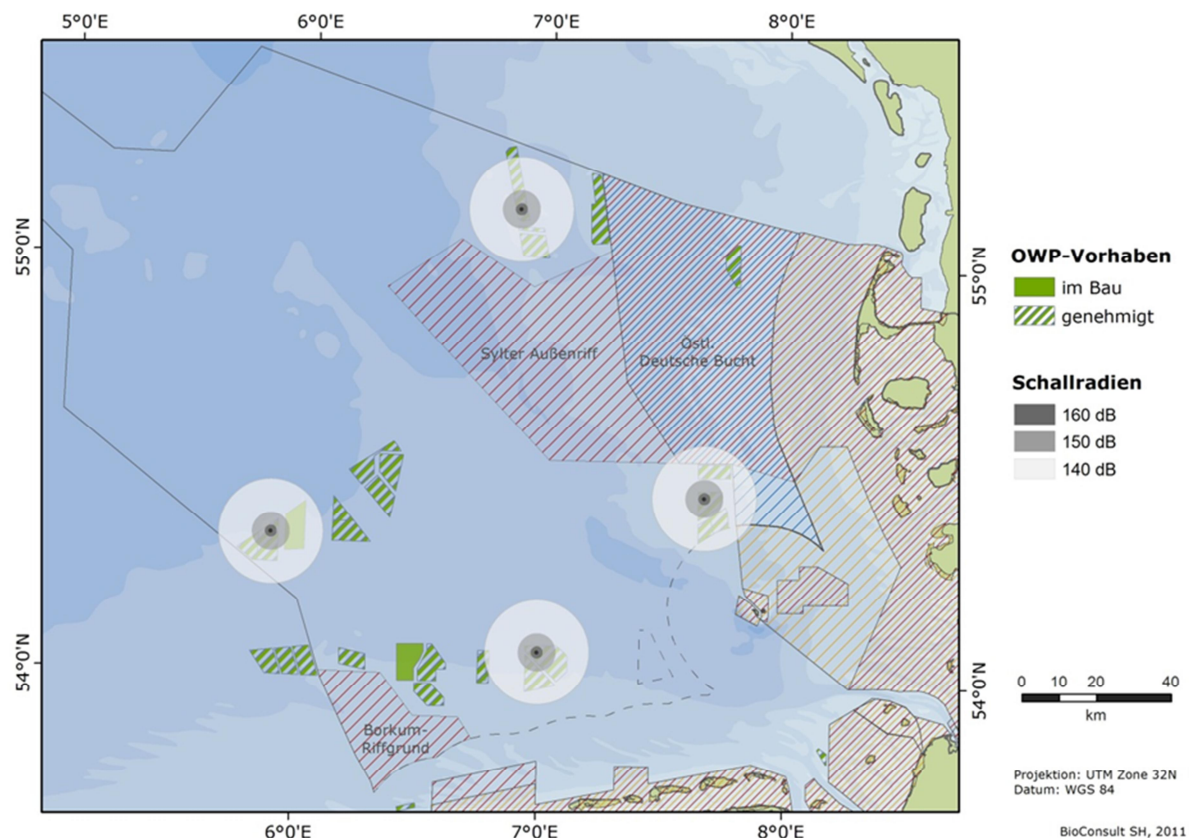 5°0'E 6°0'E 7°0'E 8°0'E
55°0'N
55°0'N
54°0'N
54°0'N
Sylter Außenriff
Östl.
Deutsche Bucht
Borkum-
Riffgrund
6°0'E 7°0'E 8°0'E
OWP-Vorhaben
im Bau
genehmigt
Schallradien
160 dB
150 dB
140 dB
0 10 20 40
km
Projektion: UTM Zone 32N
Datum: WGS 84
BioConsult SH, 2011